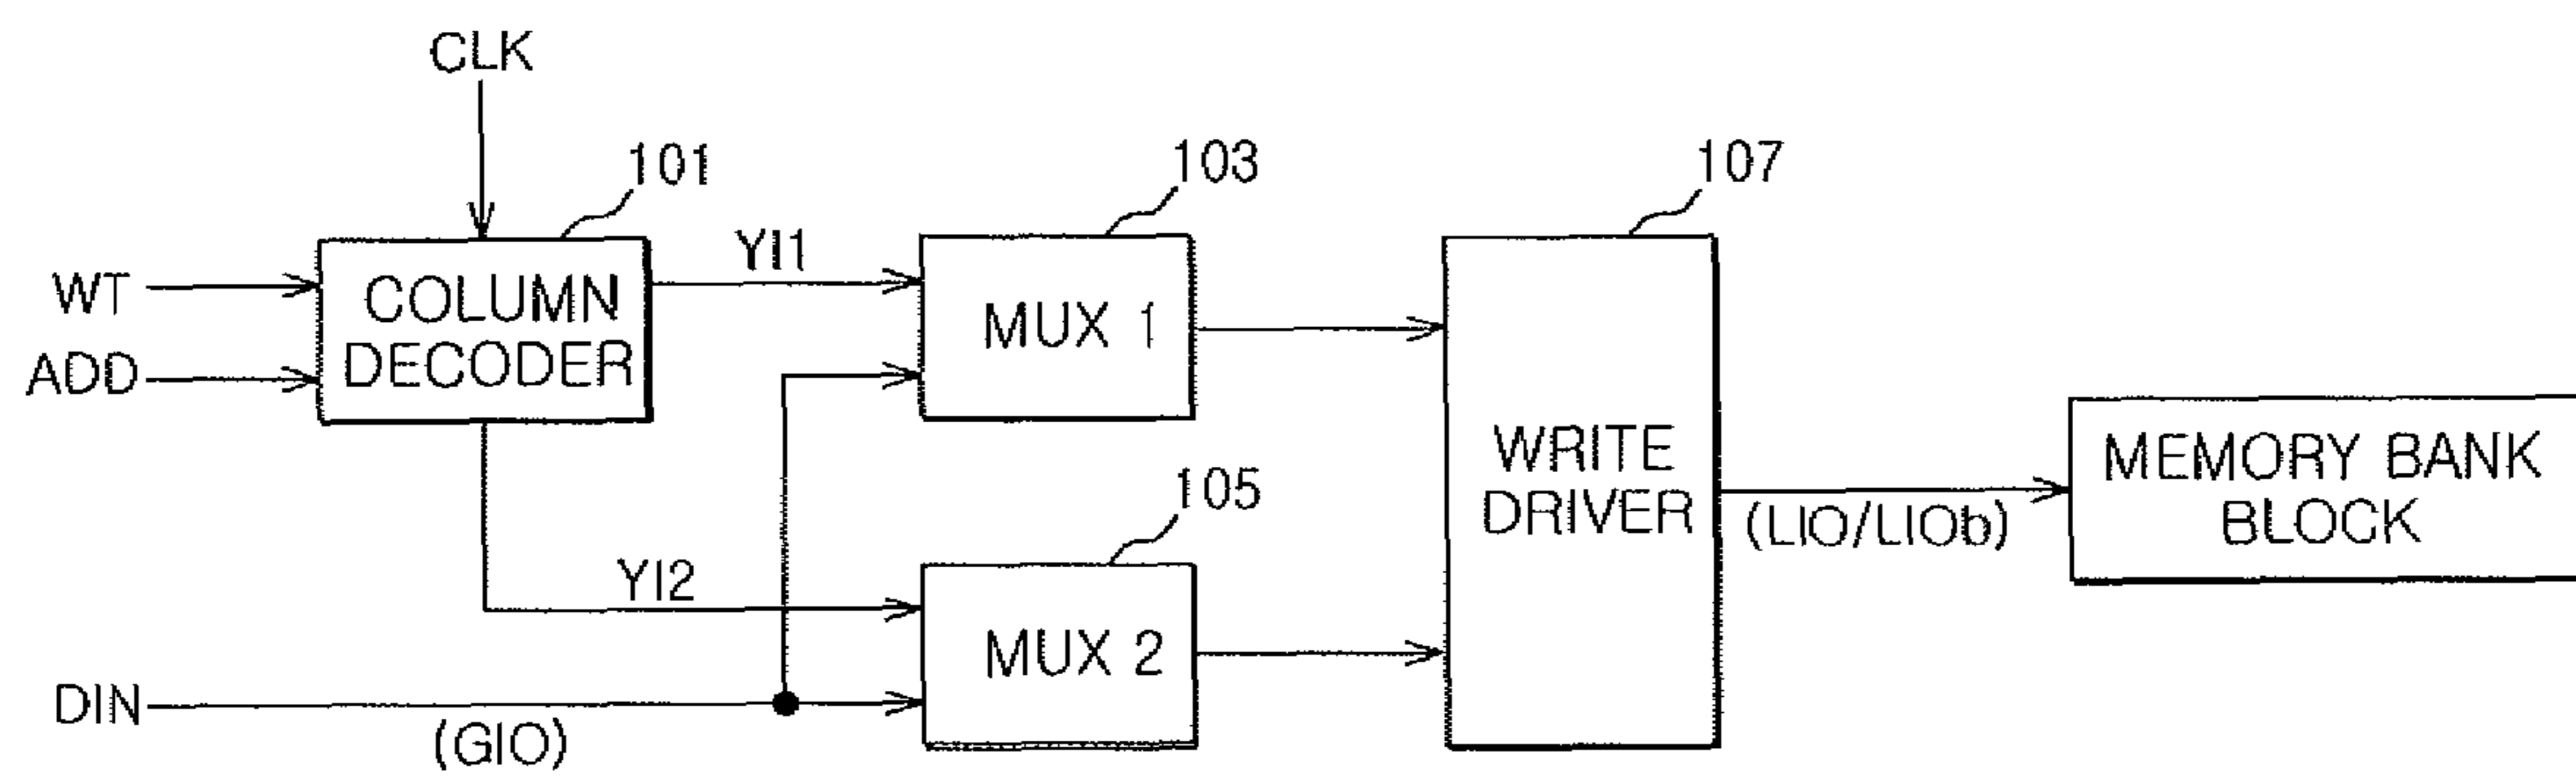 CLK
101
103
107
WT
ADD
COLUMN
DECODER
YI1
MUX 1
WRITE
DRIVER
(LIO/LIOb)
MEMORY BANK
BLOCK
105
YI2
MUX 2
DIN
(GIO)